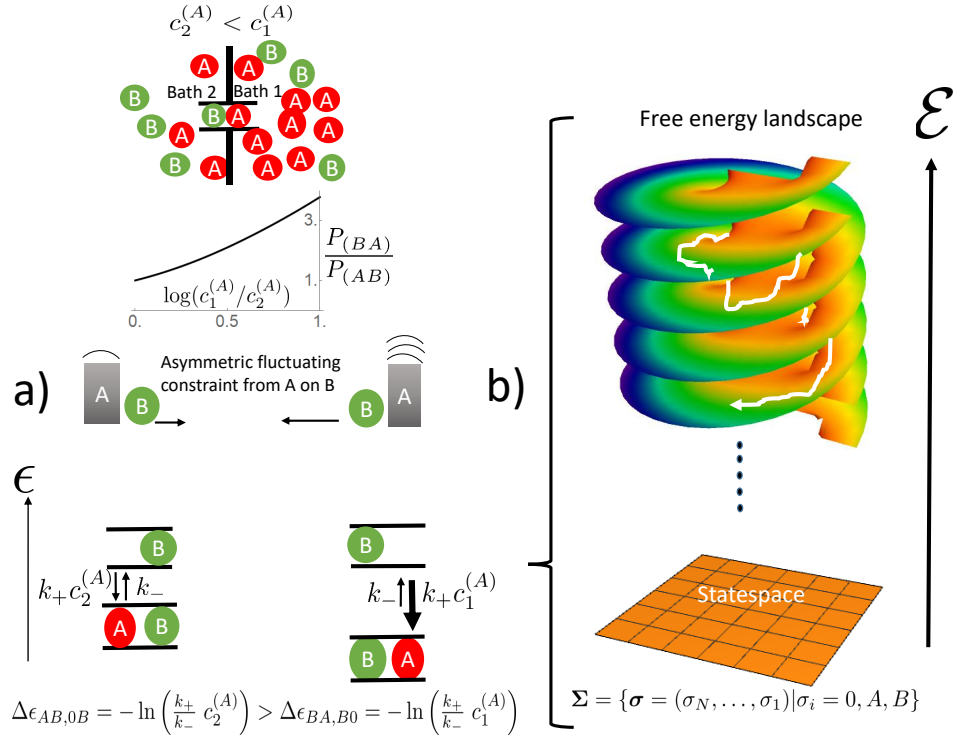 c_2^{(A)} < c_1^{(A)}
B
A
A
B
Bath 2
Bath 1
B
A
A
B
A
A
B
A
A
A
B
A
A
A
B
3.
1.
P_{(BA)}
P_{(AB)}
log(c_1^{(A)}/c_2^{(A)})
0.
0.5
1.
a)
Asymmetric fluctuating
constraint from A on B
A
B
B
A
ϵ
B
B
k_+ c_2^{(A)}
k_-
k_-
k_+ c_1^{(A)}
A
B
B
A
Δϵ_{AB,0B} = −ln(\frac{k_+}{k_-} c_2^{(A)}) > Δϵ_{BA,B0} = −ln(\frac{k_+}{k_-} c_1^{(A)})
b)
Free energy landscape
ℰ
Statespace
Σ = {σ = (σ_N, . . . , σ_1)|σ_i = 0, A, B}